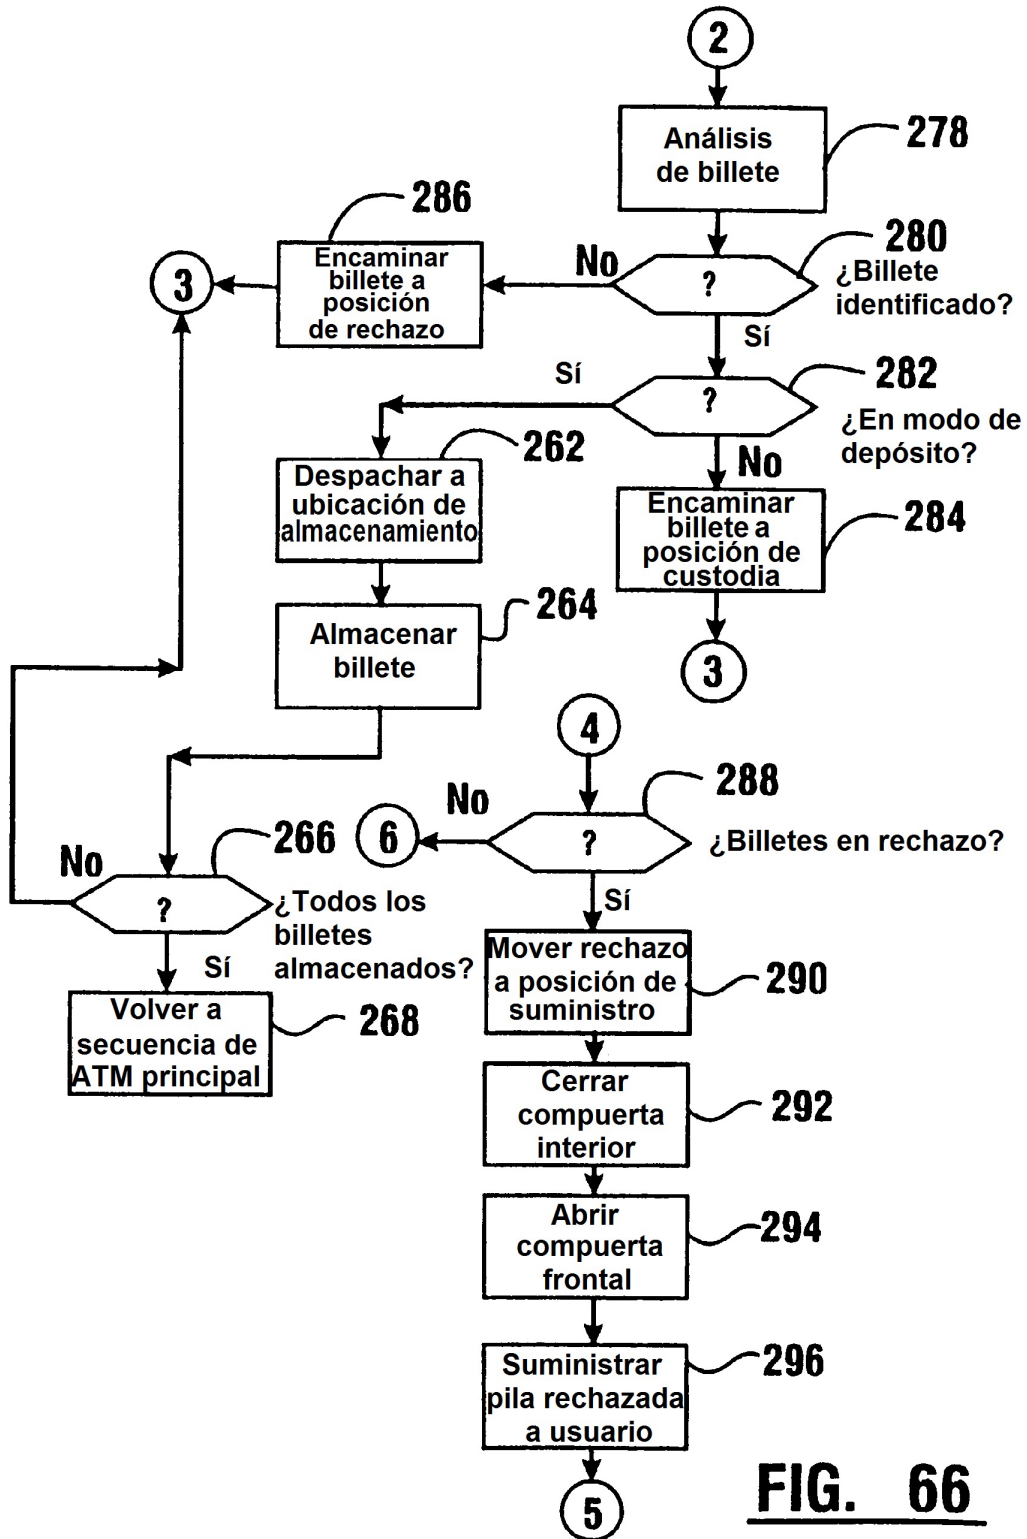 2
Análisis
de billete
278
286
280
Encaminar
billete a
posición
de rechazo
3
No
?
¿Billete
identificado?
Sí
282
Sí
?
¿En modo de
depósito?
No
262
Despachar a
ubicación de
almacenamiento
Encaminar
billete a
posición de
custodia
284
264
Almacenar
billete
3
4
288
No
6
?
¿Billetes en rechazo?
Sí
266
No
?
¿Todos los
billetes
almacenados?
Sí
Volver a
secuencia de
ATM principal
268
Mover rechazo
a posición de
suministro
290
Cerrar
compuerta
interior
292
Abrir
compuerta
frontal
294
Suministrar
pila rechazada
a usuario
296
5
FIG. 66